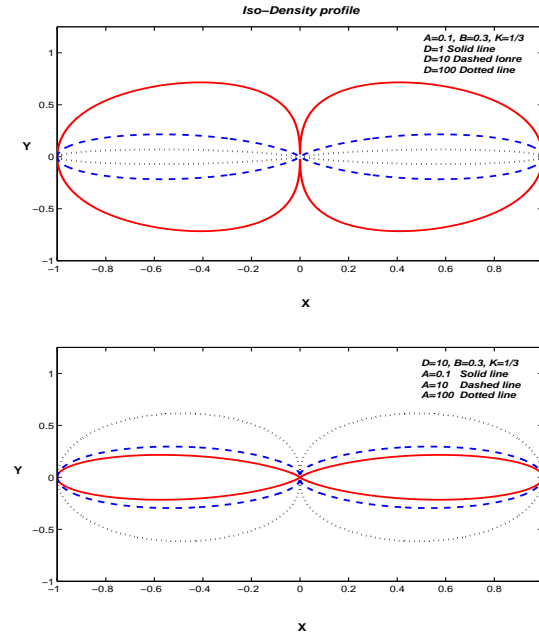 Iso-Density profile
A=0.1, B=0.3, K=1/3
D=1 Solid line
D=10 Dashed lonre
D=100 Dotted line
1
0.5
Y
0
-0.5
-1
-1 -0.8 -0.6 -0.4 -0.2 0 0.2 0.4 0.6 0.8
X
D=10, B=0.3, K=1/3
A=0.1 Solid line
A=10 Dashed line
A=100 Dotted line
1
0.5
Y
0
-0.5
-1
-1 -0.8 -0.6 -0.4 -0.2 0 0.2 0.4 0.6 0.8
X